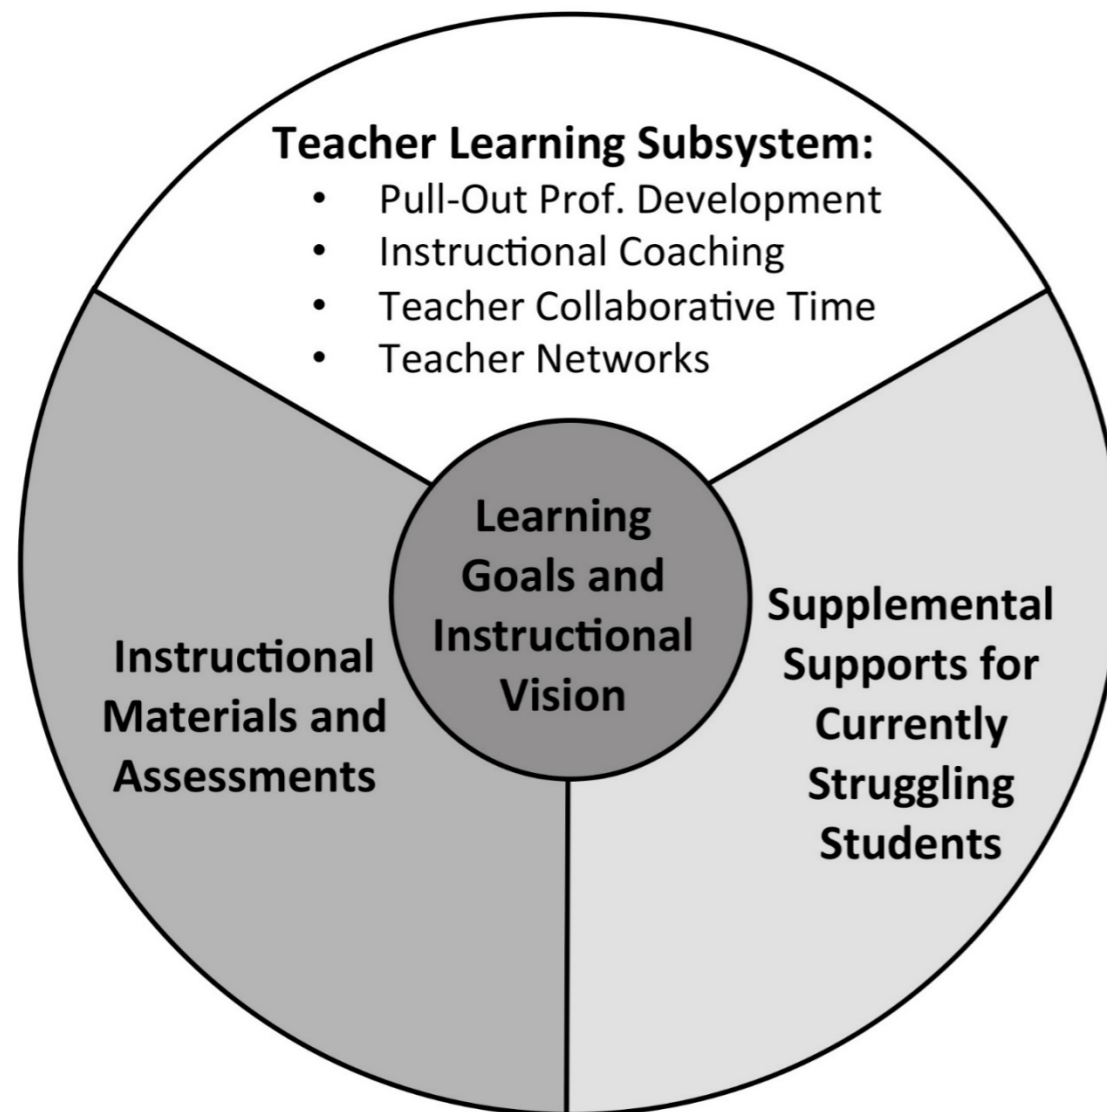 Teacher Learning Subsystem:
• Pull-Out Prof. Development
• Instructional Coaching
• Teacher Collaborative Time
• Teacher Networks
Learning
Goals and
Instructional
Vision
Instructional
Materials and
Assessments
Supplemental
Supports for
Currently
Struggling
Students